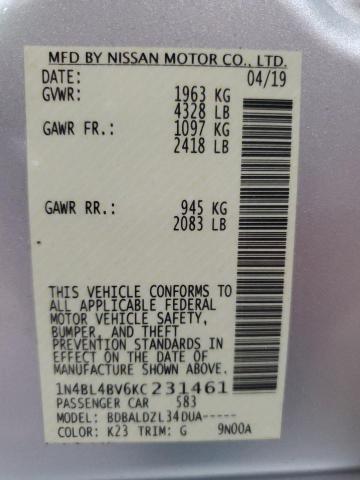 MFD BY NISSAN MOTOR CO., LTD.
DATE: 04/19
GVWR: 1963 KG
4328 LB
GAWR FR.: 1097 KG
2418 LB
GAWR RR.: 945 KG
2083 LB
THIS VEHICLE CONFORMS TO
ALL APPLICABLE FEDERAL
MOTOR VEHICLE SAFETY,
BUMPER, AND THEFT
PREVENTION STANDARDS IN
EFFECT ON THE DATE OF
MANUFACTURE SHOWN ABOVE.
1N4BL4BV6KC231461
PASSENGER CAR 583
MODEL: BDBALDZL34DUA-----
COLOR: K23 TRIM: G 9N00A